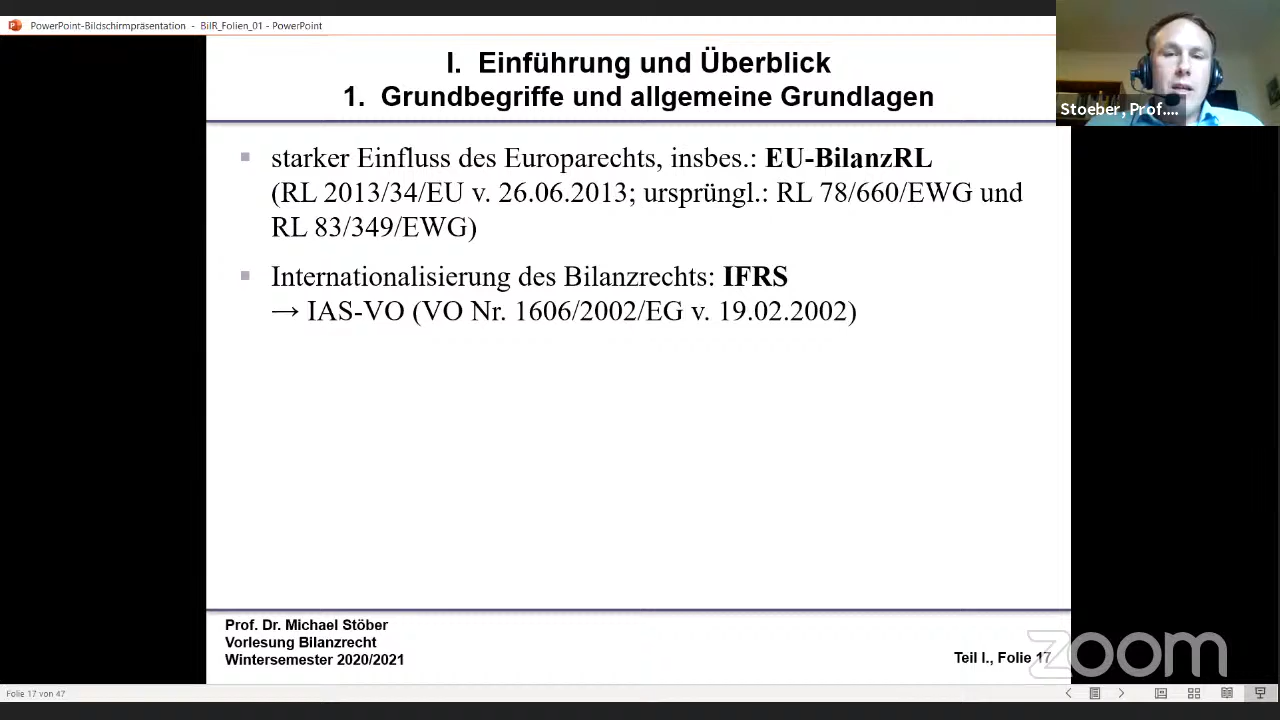 PowerPoint-Bildschirmpräsentation - BilR_Folien_01 - PowerPoint
I. Einführung und Überblick
1. Grundbegriffe und allgemeine Grundlagen
Stoeber, Prof....
▪ starker Einfluss des Europarechts, insbes.: EU-BilanzRL
(RL 2013/34/EU v. 26.06.2013; ursprüngl.: RL 78/660/EWG und
RL 83/349/EWG)
▪ Internationalisierung des Bilanzrechts: IFRS
→ IAS-VO (VO Nr. 1606/2002/EG v. 19.02.2002)
Prof. Dr. Michael Stöber
Vorlesung Bilanzrecht
Wintersemester 2020/2021
Teil I., Folie 17
zoom
Folie 17 von 47